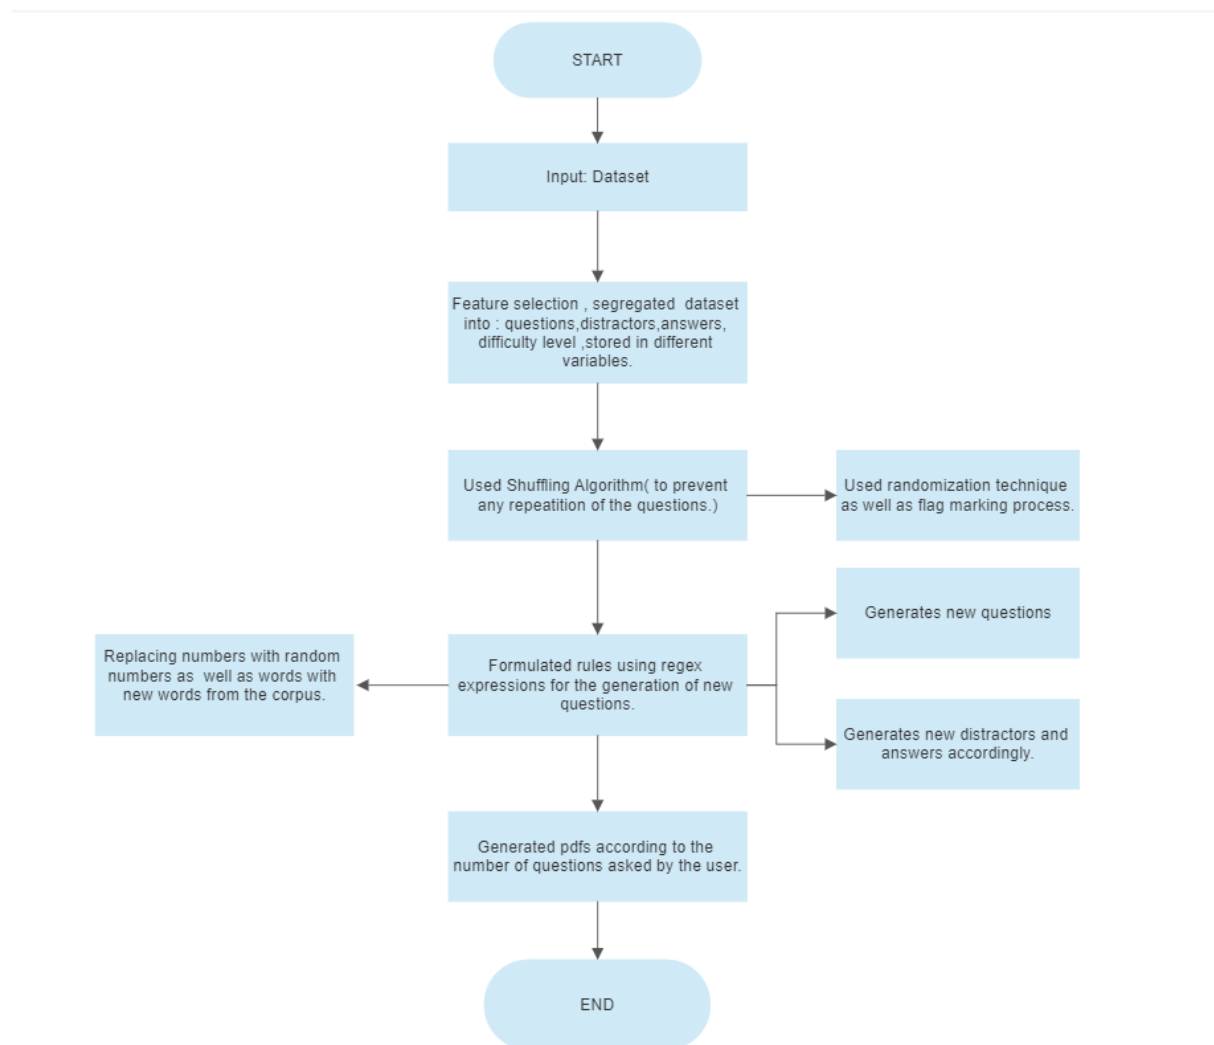 START
Input: Dataset
Feature selection , segregated  dataset
into : questions,distractors,answers,
difficulty level ,stored in different
variables.
Used Shuffling Algorithm( to prevent
any repeatition of the questions.)
Used randomization technique
as well as flag marking process.
Generates new questions
Replacing numbers with random
numbers as  well as words with
new words from the corpus.
Formulated rules using regex
expressions for the generation of new
questions.
Generates new distractors and
answers accordingly.
Generated pdfs according to the
number of questions asked by the user.
END